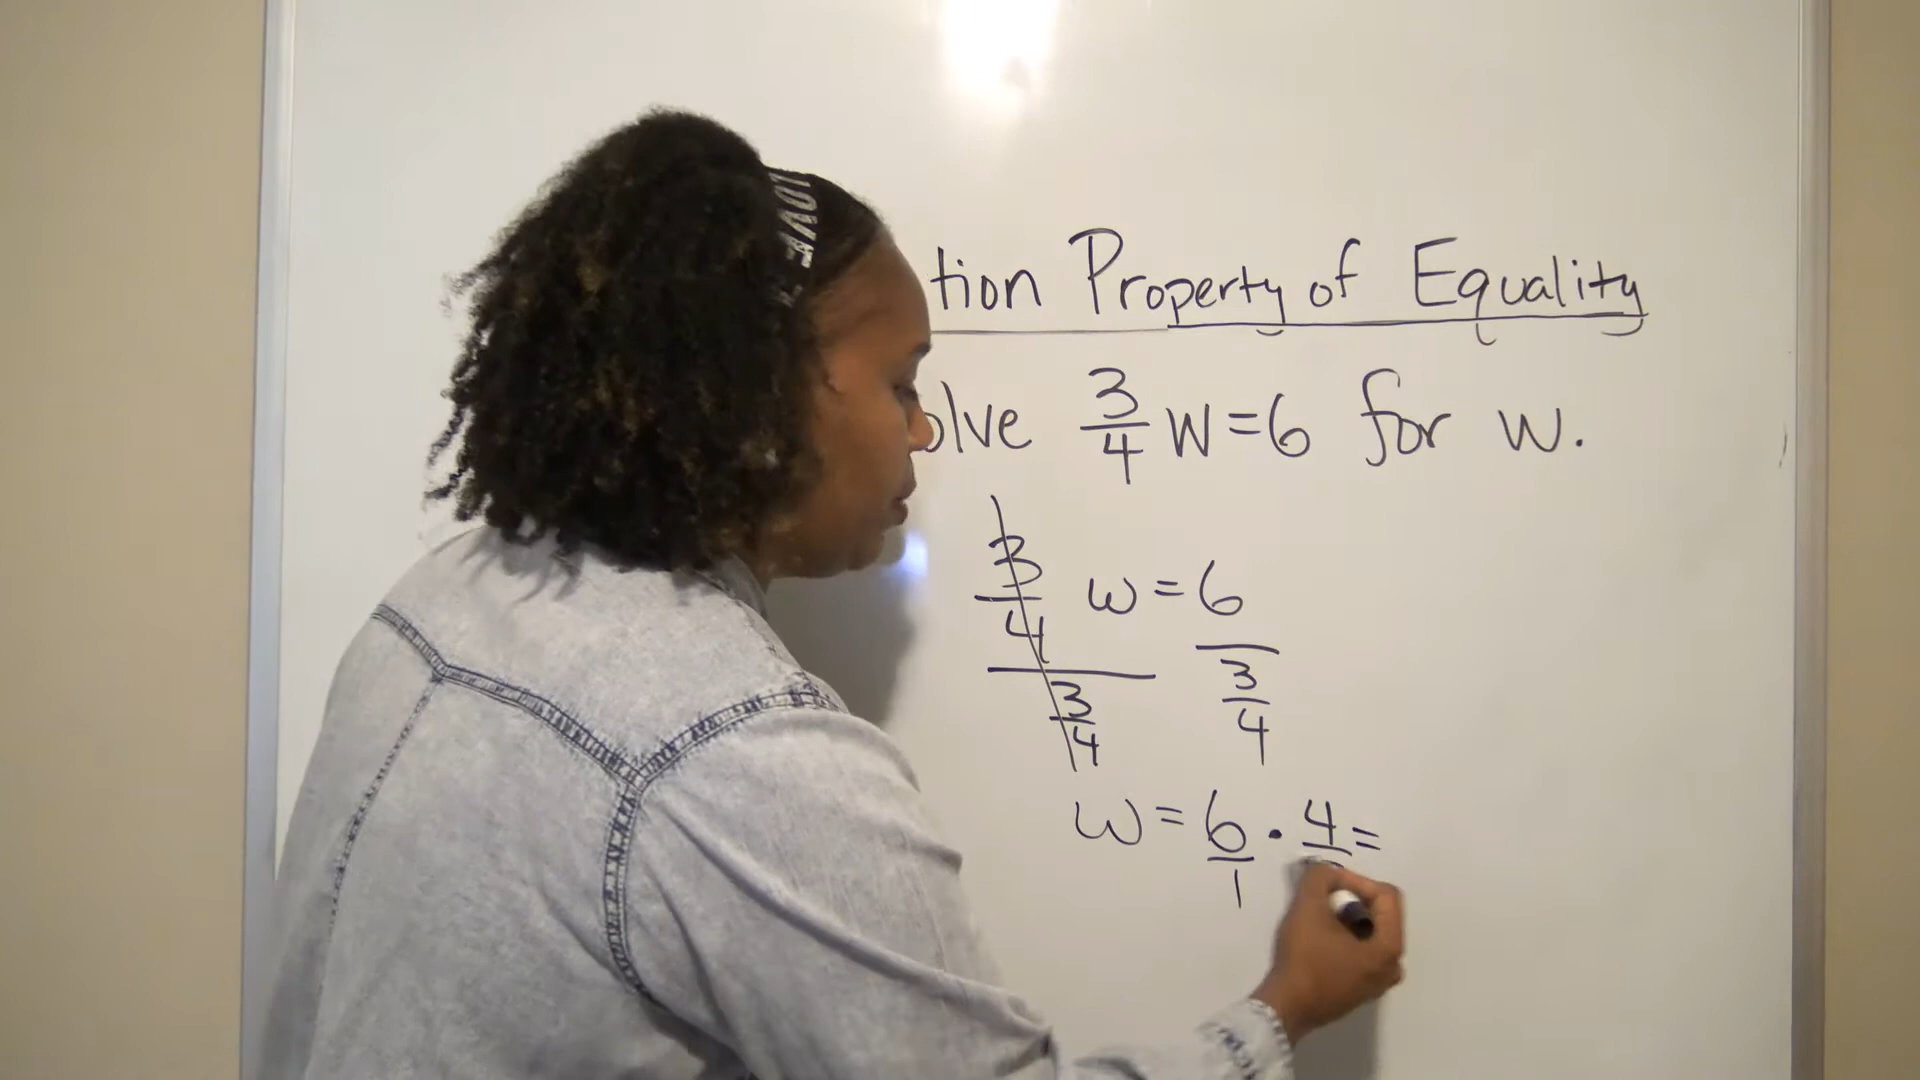 LOVE
tion Property of Equality
olve 3/4 w=6 for w.
3/4 w = 6
3/4 3/4
w = 6/1 · 4/ =